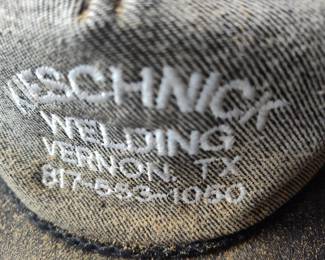 WELDING
VERNON, TX
817-553-1050